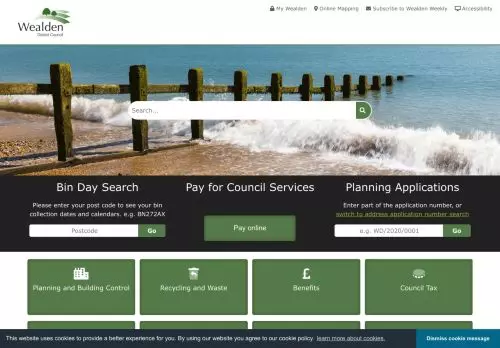 Wealden
District Council
My Wealden
Online Mapping
Subscribe to Wealden Weekly
Accessibility
Search...
Bin Day Search
Please enter your post code to see your bin
collection dates and calendars. e.g. BN272AX
Postcode
Go
Pay for Council Services
Pay online
Planning Applications
Enter part of the application number, or
switch to address application number search
e.g. WD/2020/0001
Go
Planning and Building Control
Recycling and Waste
Benefits
Council Tax
This website uses cookies to provide a better experience for you. By using our website you agree to our cookie policy. learn more about cookies.
Dismiss cookie message